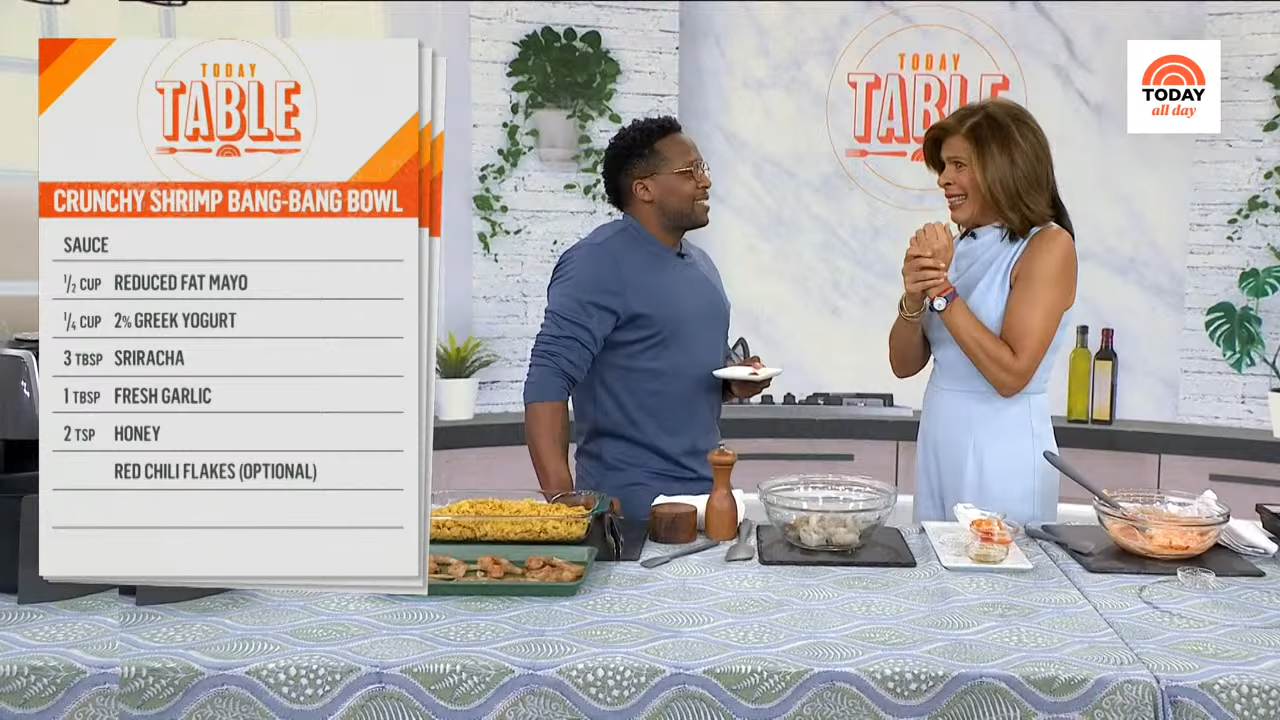 TODAY
TABLE
CRUNCHY SHRIMP BANG-BANG BOWL
SAUCE
1/2 CUP REDUCED FAT MAYO
1/4 CUP 2% GREEK YOGURT
3 TBSP SRIRACHA
1 TBSP FRESH GARLIC
2 TSP HONEY
RED CHILI FLAKES (OPTIONAL)
TODAY
TABLE
TODAY
all day